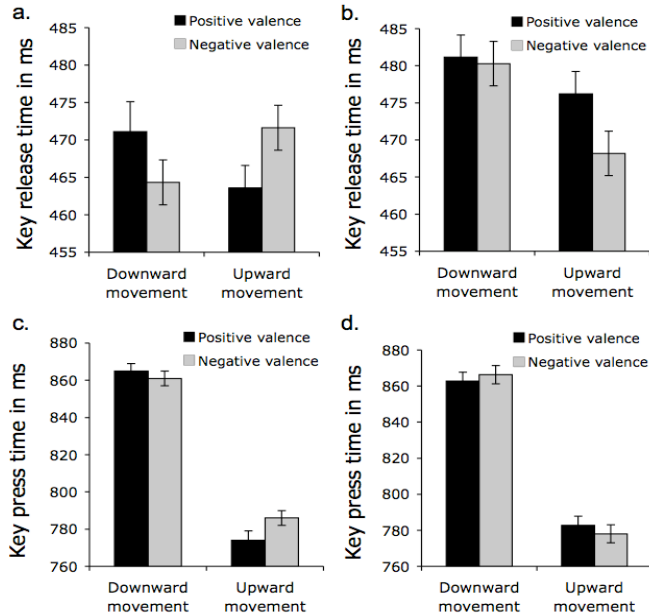 a.
Positive valence
Negative valence
Key release time in ms
485
480
475
470
465
460
455
Downward movement
Upward movement
b.
Positive valence
Negative valence
Key release time in ms
485
480
475
470
465
460
455
Downward movement
Upward movement
c.
Positive valence
Negative valence
Key press time in ms
860
840
820
800
780
760
Downward movement
Upward movement
d.
Positive valence
Negative valence
Key press time in ms
880
860
840
820
800
780
760
Downward movement
Upward movement